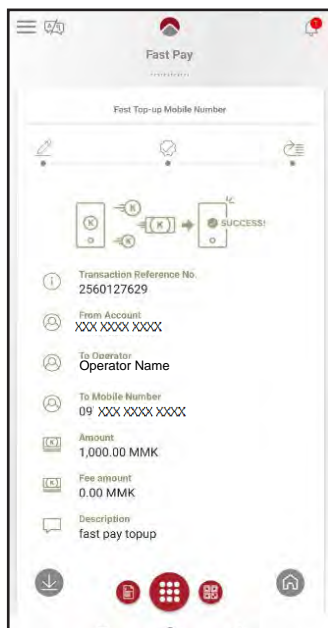 Fast Pay
Fast Top-up Mobile Number
SUCCESS!
Transaction Reference No.
2560127629
From Account
XXX XXXX XXXX
To Operator
Operator Name
To Mobile Number
09 XXX XXXX XXXX
Amount
1,000.00 MMK
Fee amount
0.00 MMK
Description
fast pay topup